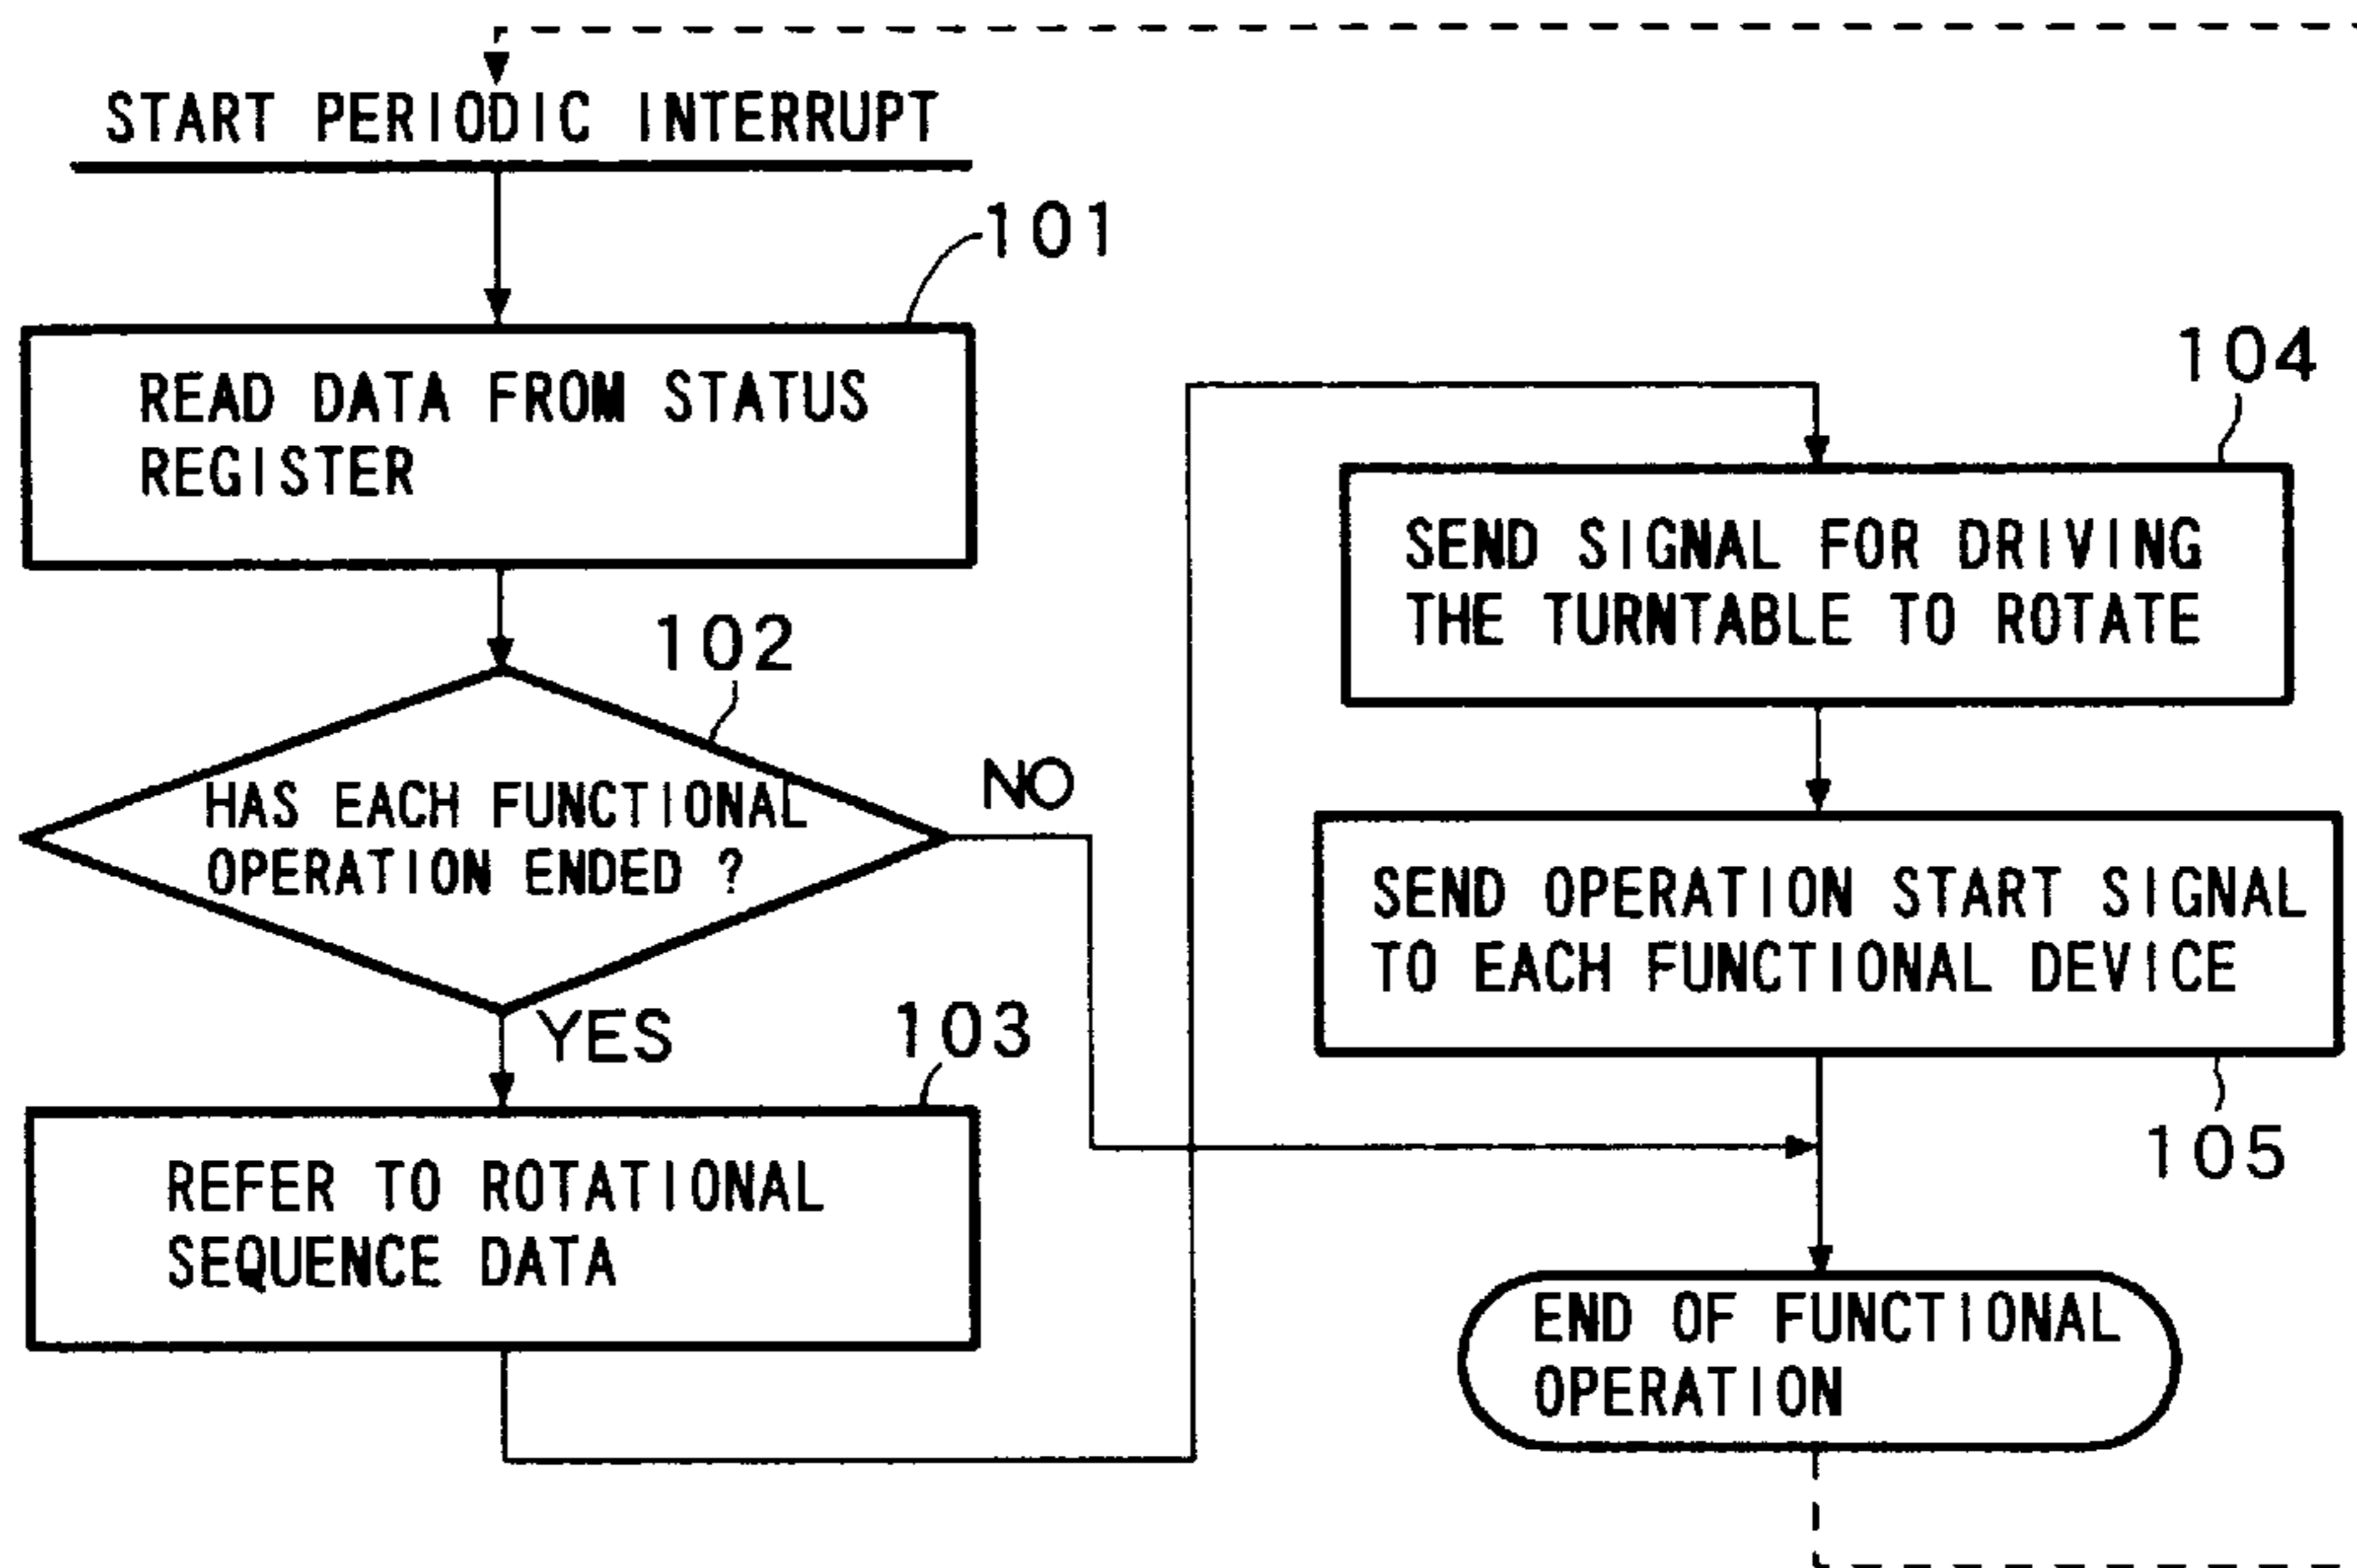 START PERIODIC INTERRUPT
101
READ DATA FROM STATUS
REGISTER
102
HAS EACH FUNCTIONAL
OPERATION ENDED ?
NO
YES
103
REFER TO ROTATIONAL
SEQUENCE DATA
104
SEND SIGNAL FOR DRIVING
THE TURNTABLE TO ROTATE
SEND OPERATION START SIGNAL
TO EACH FUNCTIONAL DEVICE
105
END OF FUNCTIONAL
OPERATION